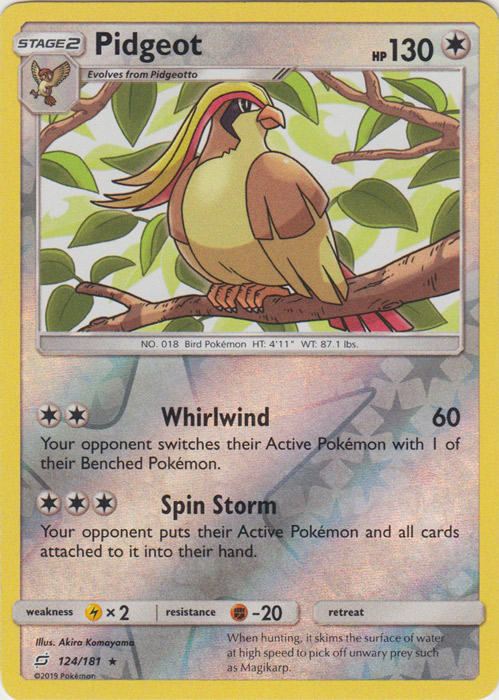 STAGE 2 Pidgeot HP 130
Evolves from Pidgeotto
NO. 018 Bird Pokémon HT: 4'11" WT: 87.1 lbs.
Whirlwind 60
Your opponent switches their Active Pokémon with 1 of
their Benched Pokémon.
Spin Storm
Your opponent puts their Active Pokémon and all cards
attached to it into their hand.
weakness × 2 resistance -20 retreat
Illus. Akira Komayama
124/181
©2019 Pokémon
When hunting, it skims the surface of water
at high speed to pick off unwary prey such
as Magikarp.